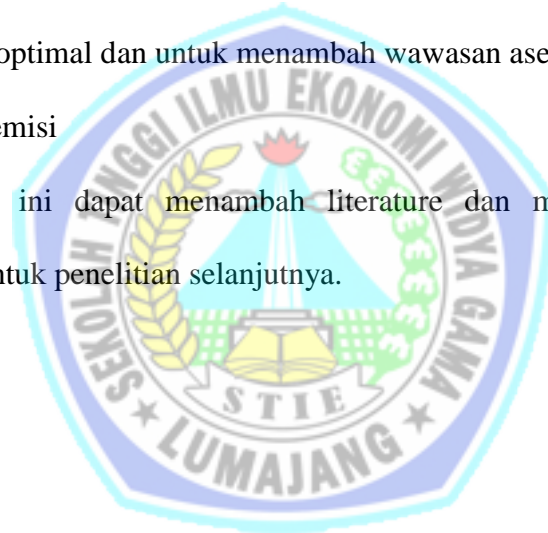 optimal dan untuk menambah wawasan ase
emisi
ini dapat menambah literature dan m
ntuk penelitian selanjutnya.
SEKOLAH TINGGI ILMU EKONOMI WIDYA GAMA
STIE
LUMAJANG